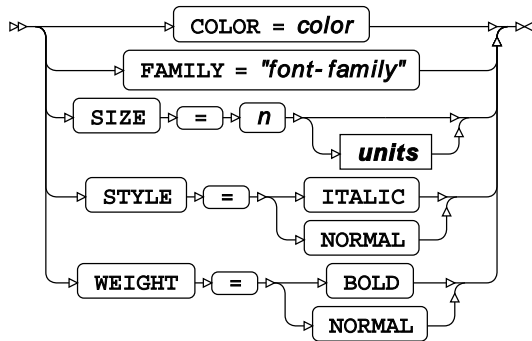 COLOR = color
FAMILY = "font-family"
SIZE = n
units
STYLE = ITALIC
NORMAL
WEIGHT = BOLD
NORMAL